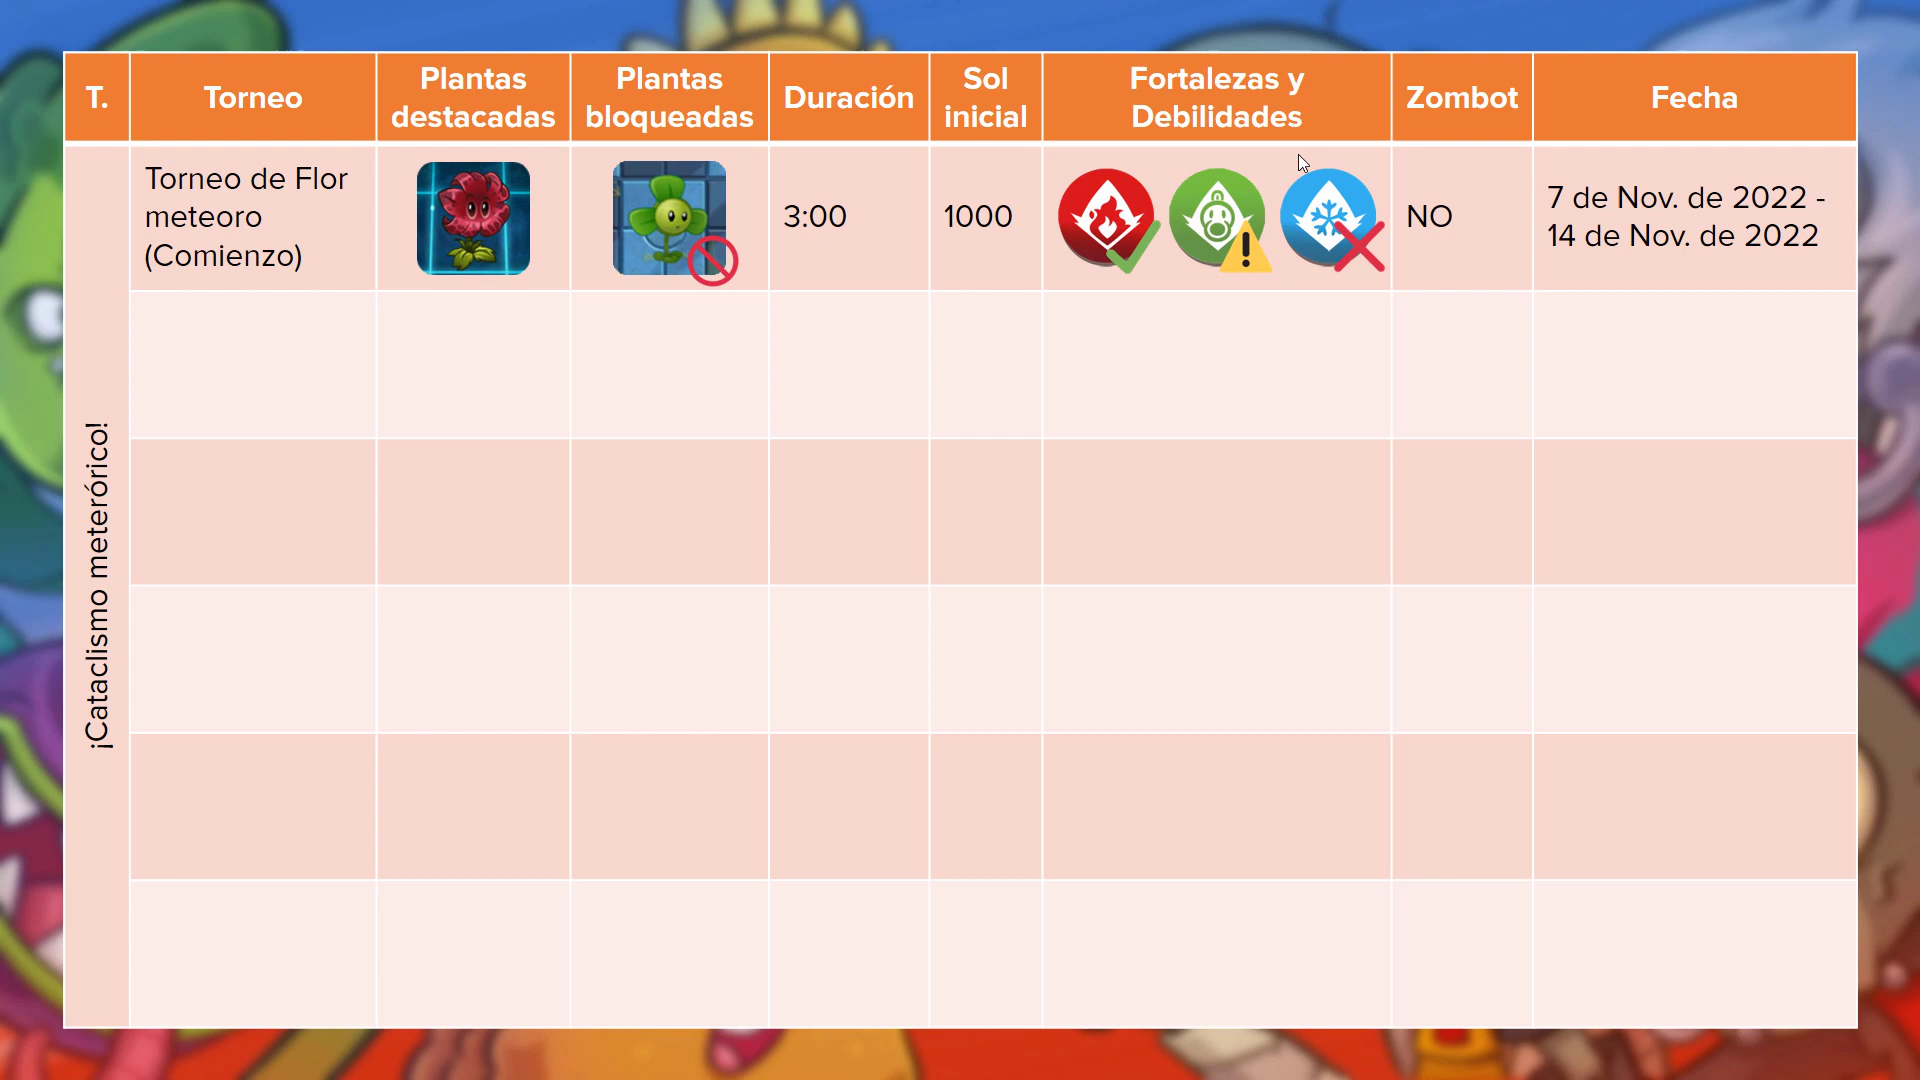 T.
Torneo
Plantas
destacadas
Plantas
bloqueadas
Duración
Sol
inicial
Fortalezas y
Debilidades
Zombot
Fecha
¡Cataclismo meterórico!
Torneo de Flor
meteoro
(Comienzo)
3:00
1000
NO
7 de Nov. de 2022 -
14 de Nov. de 2022